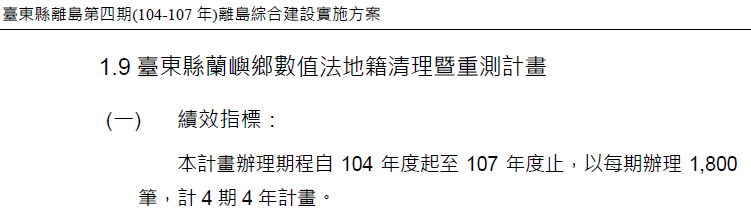 臺東縣離島第四期(104-107 年)離島綜合建設實施方案
1.9 臺東縣蘭嶼鄉數值法地籍清理暨重測計畫
(一) 績效指標：
本計畫辦理期程自 104 年度起至 107 年度止，以每期辦理 1,800
筆，計 4 期 4 年計畫。